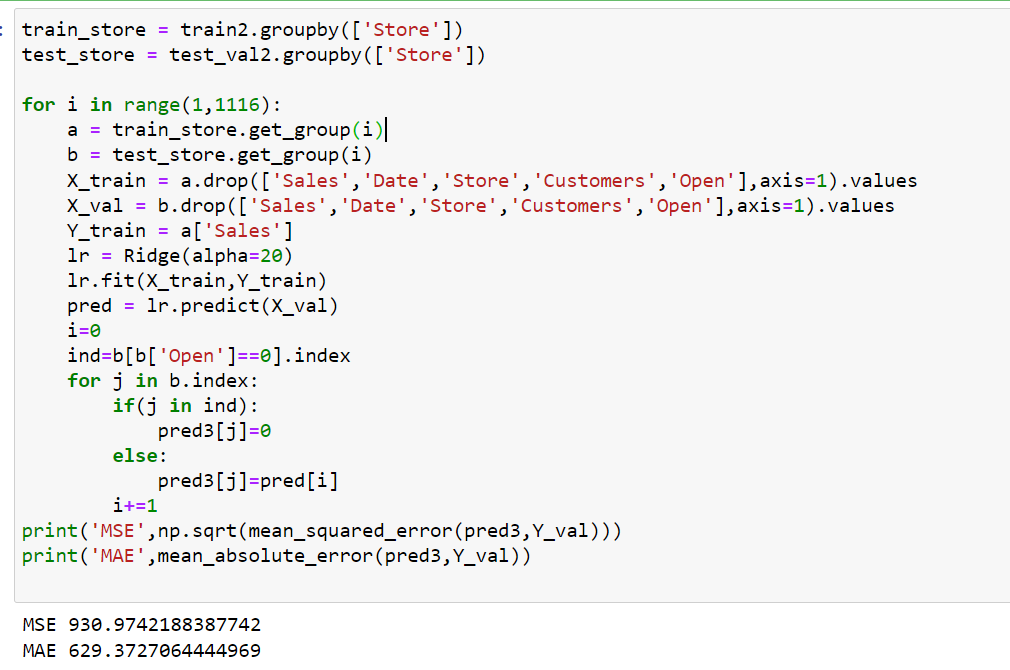 train_store = train2.groupby(['Store'])
test_store = test_val2.groupby(['Store'])
for i in range(1,1116):
    a = train_store.get_group(i)
    b = test_store.get_group(i)
    X_train = a.drop(['Sales','Date','Store','Customers','Open'],axis=1).values
    X_val = b.drop(['Sales','Date','Store','Customers','Open'],axis=1).values
    Y_train = a['Sales']
    lr = Ridge(alpha=20)
    lr.fit(X_train,Y_train)
    pred = lr.predict(X_val)
    i=0
    ind=b[b['Open']==0].index
    for j in b.index:
        if(j in ind):
            pred3[j]=0
        else:
            pred3[j]=pred[i]
        i+=1
print('MSE',np.sqrt(mean_squared_error(pred3,Y_val)))
print('MAE',mean_absolute_error(pred3,Y_val))
MSE 930.9742188387742
MAE 629.3727064444969